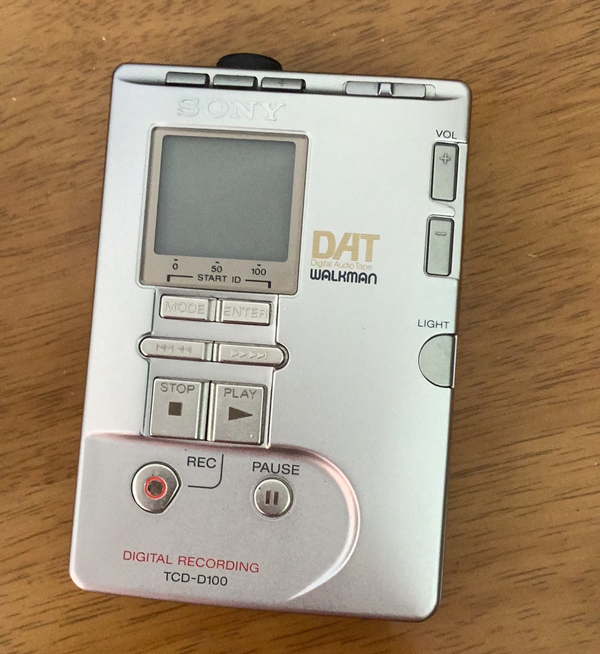 SONY
VOL
+
−
DAT
Digital Audio Tape
WALKMAN
0 50 100
START ID
MODE ENTER
LIGHT
STOP PLAY
REC PAUSE
DIGITAL RECORDING
TCD-D100